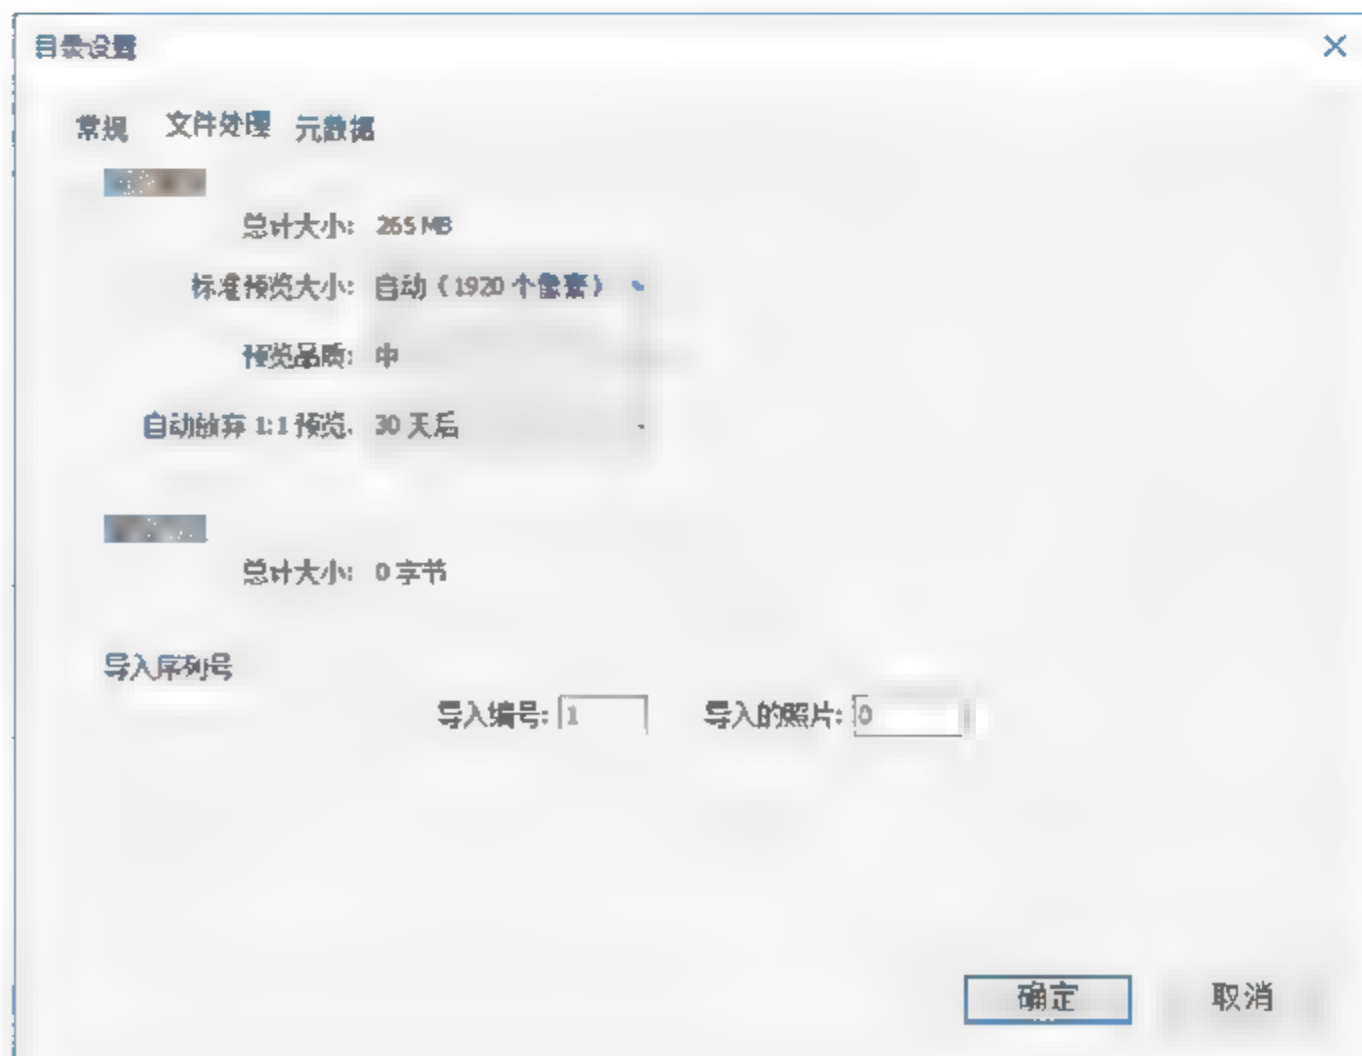 目录设置
常规 文件处理 元数据
总计大小: 265 MB
标准预览大小: 自动（1920 个像素）
预览品质: 中
自动放弃 1:1 预览: 30 天后
总计大小: 0 字节
导入序列号
导入编号: 1 导入的照片: 0
确定 取消